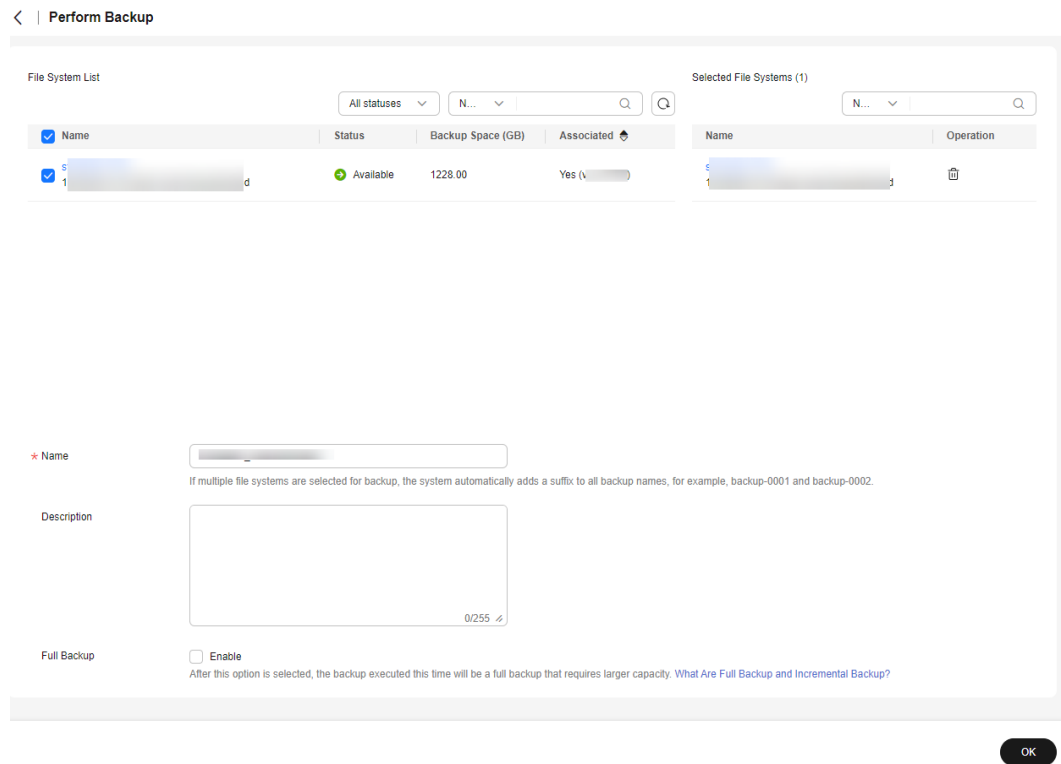 Perform Backup
File System List
Selected File Systems (1)
All statuses
N...
N...
Name Status Backup Space (GB) Associated
Name Operation
Available 1228.00 Yes
Name
If multiple file systems are selected for backup, the system automatically adds a suffix to all backup names, for example, backup-0001 and backup-0002.
Description
0/255
Full Backup
Enable
After this option is selected, the backup executed this time will be a full backup that requires larger capacity. What Are Full Backup and Incremental Backup?
OK